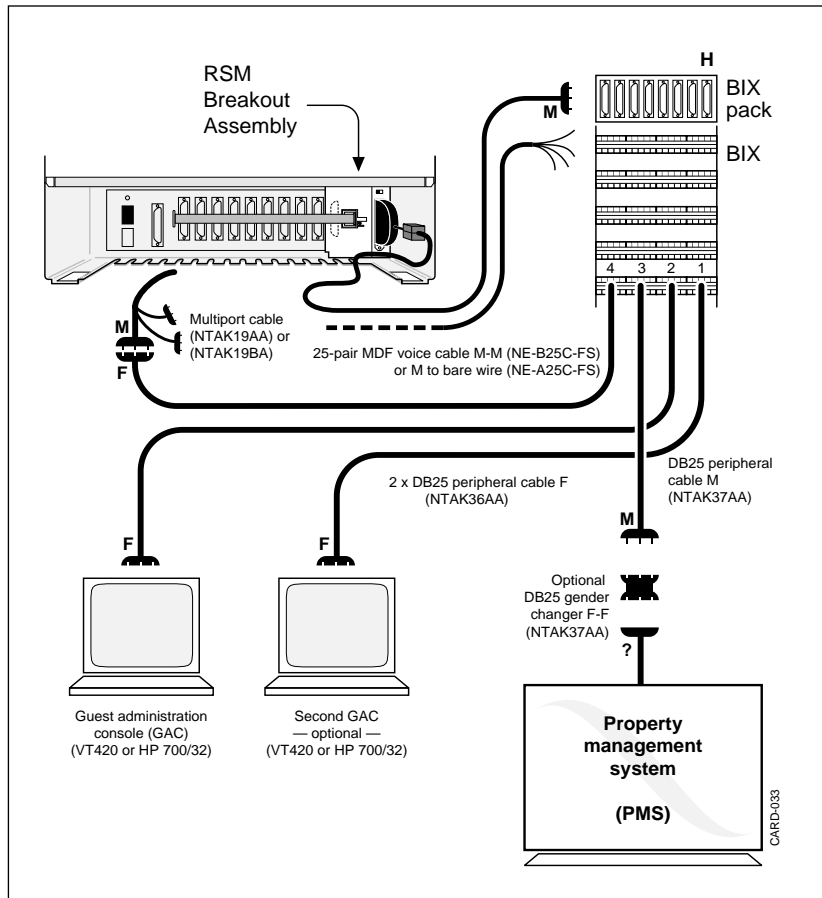 RSM
Breakout
Assembly
H
BIX
pack
M
BIX
4 3 2 1
Multiport cable
(NTAK19AA) or
(NTAK19BA)
M
F
25-pair MDF voice cable M-M (NE-B25C-FS)
or M to bare wire (NE-A25C-FS)
2 x DB25 peripheral cable F
(NTAK36AA)
DB25 peripheral
cable M
(NTAK37AA)
F
F
M
Optional
DB25 gender
changer F-F
(NTAK37AA)
?
Guest administration
console (GAC)
(VT420 or HP 700/32)
Second GAC
— optional —
(VT420 or HP 700/32)
Property
management
system
(PMS)
CARD-033